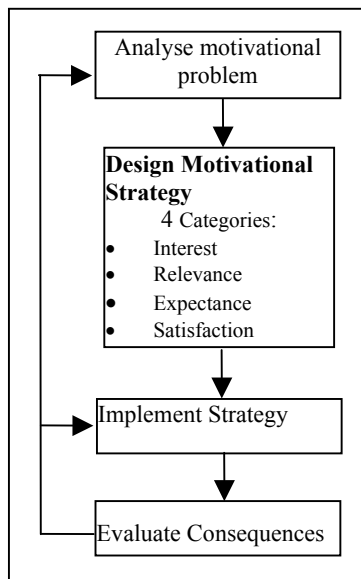 Analyse motivational
problem
Design Motivational
Strategy
4 Categories:
• Interest
• Relevance
• Expectance
• Satisfaction
Implement Strategy
Evaluate Consequences